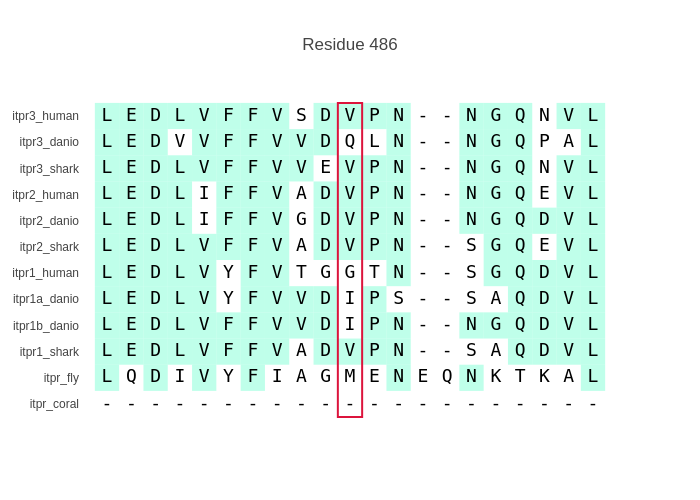 Residue 486
itpr3_human L E D L V F F V S D V P N - - N G Q N V L
itpr3_danio L E D V V F F V V D Q L N - - N G Q P A L
itpr3_shark L E D L V F F V V E V P N - - N G Q N V L
itpr2_human L E D L I F F V A D V P N - - N G Q E V L
itpr2_danio L E D L I F F V G D V P N - - N G Q D V L
itpr2_shark L E D L V F F V A D V P N - - S G Q E V L
itpr1_human L E D L V Y F V T G G T N - - S G Q D V L
itpr1a_danio L E D L V Y F V V D I P S - - S A Q D V L
itpr1b_danio L E D L V F F V V D I P N - - N G Q D V L
itpr1_shark L E D L V F F V A D V P N - - S A Q D V L
itpr_fly L Q D I V Y F I A G M E N E Q N K T K A L
itpr_coral - - - - - - - - - - - - - - - - - - - - -